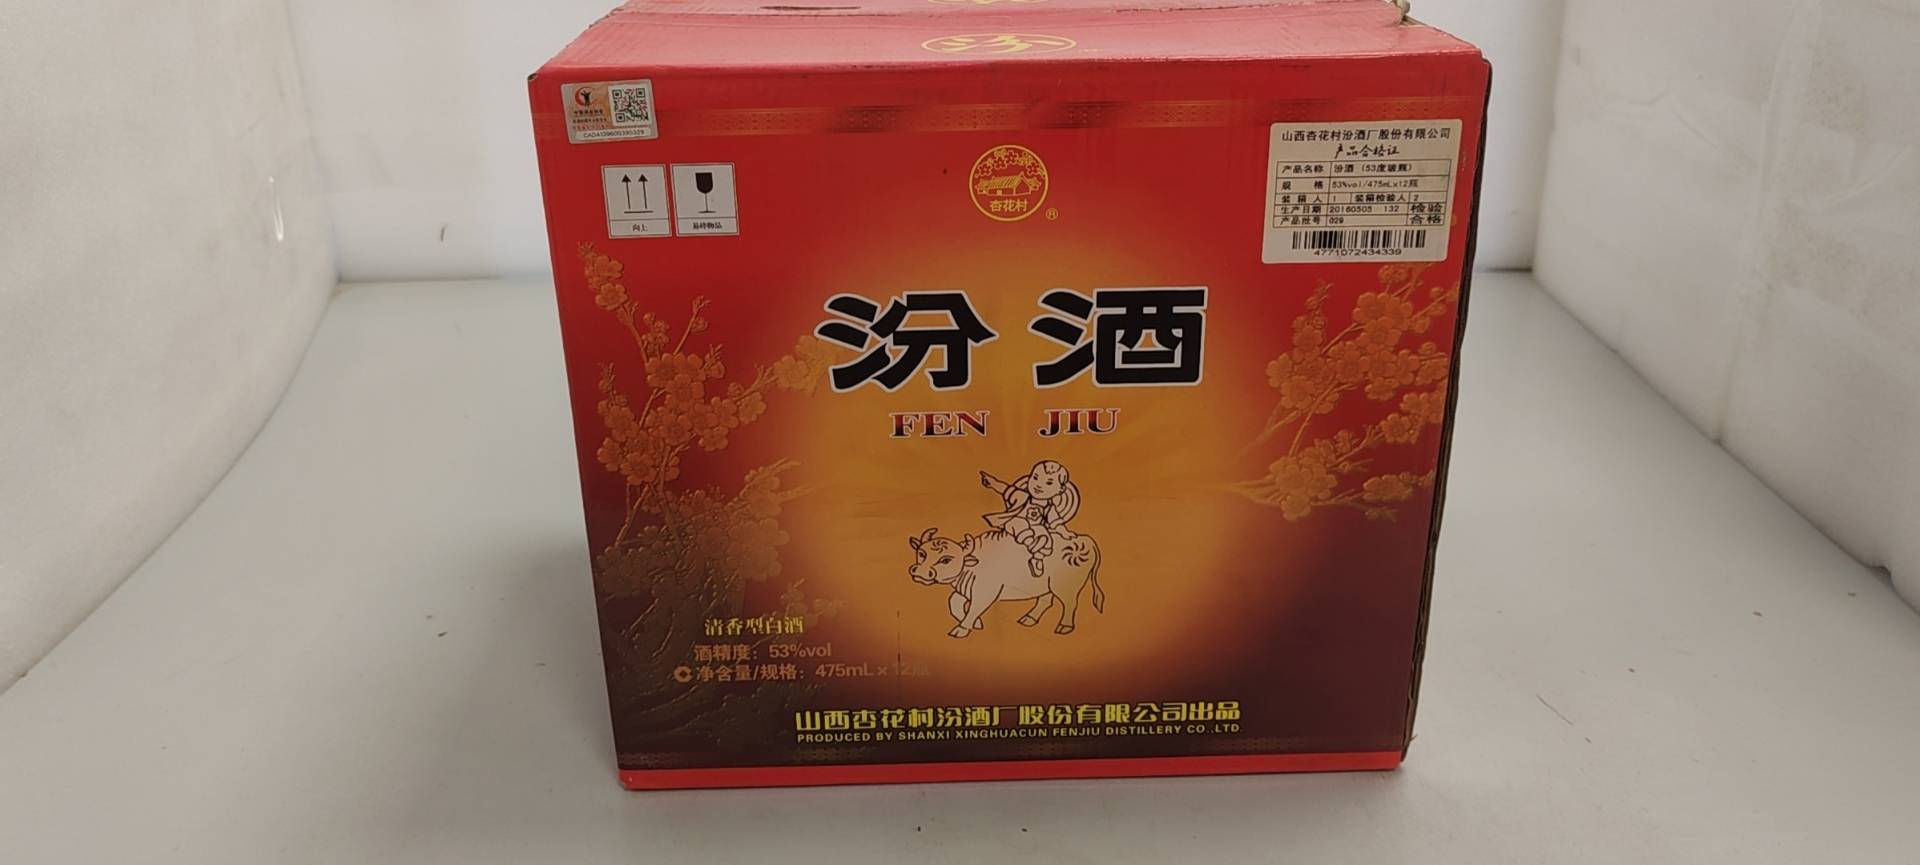 汾
CADA139600390329
向上
易碎物品
杏花村
®
山西杏花村汾酒厂股份有限公司
产品合格证
产品名称 汾酒（53度玻瓶）
规格 53%vol/475mLx12瓶
装箱人 1 装箱检验人 2
生产日期 20160505 132 检验
产品批号 029 合格
4771072434339
汾酒
FEN JIU
清香型白酒
酒精度：53%vol
净含量/规格：475mL×12瓶
山西杏花村汾酒厂股份有限公司出品
PRODUCED BY SHANXI XINGHUACUN FENJIU DISTILLERY CO.,LTD.